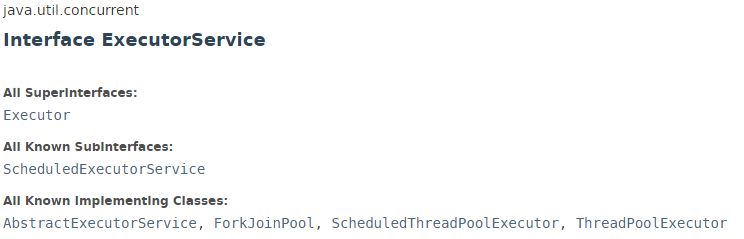 java.util.concurrent
Interface ExecutorService
All Superinterfaces:
Executor
All Known Subinterfaces:
ScheduledExecutorService
All Known Implementing Classes:
AbstractExecutorService, ForkJoinPool, ScheduledThreadPoolExecutor, ThreadPoolExecutor